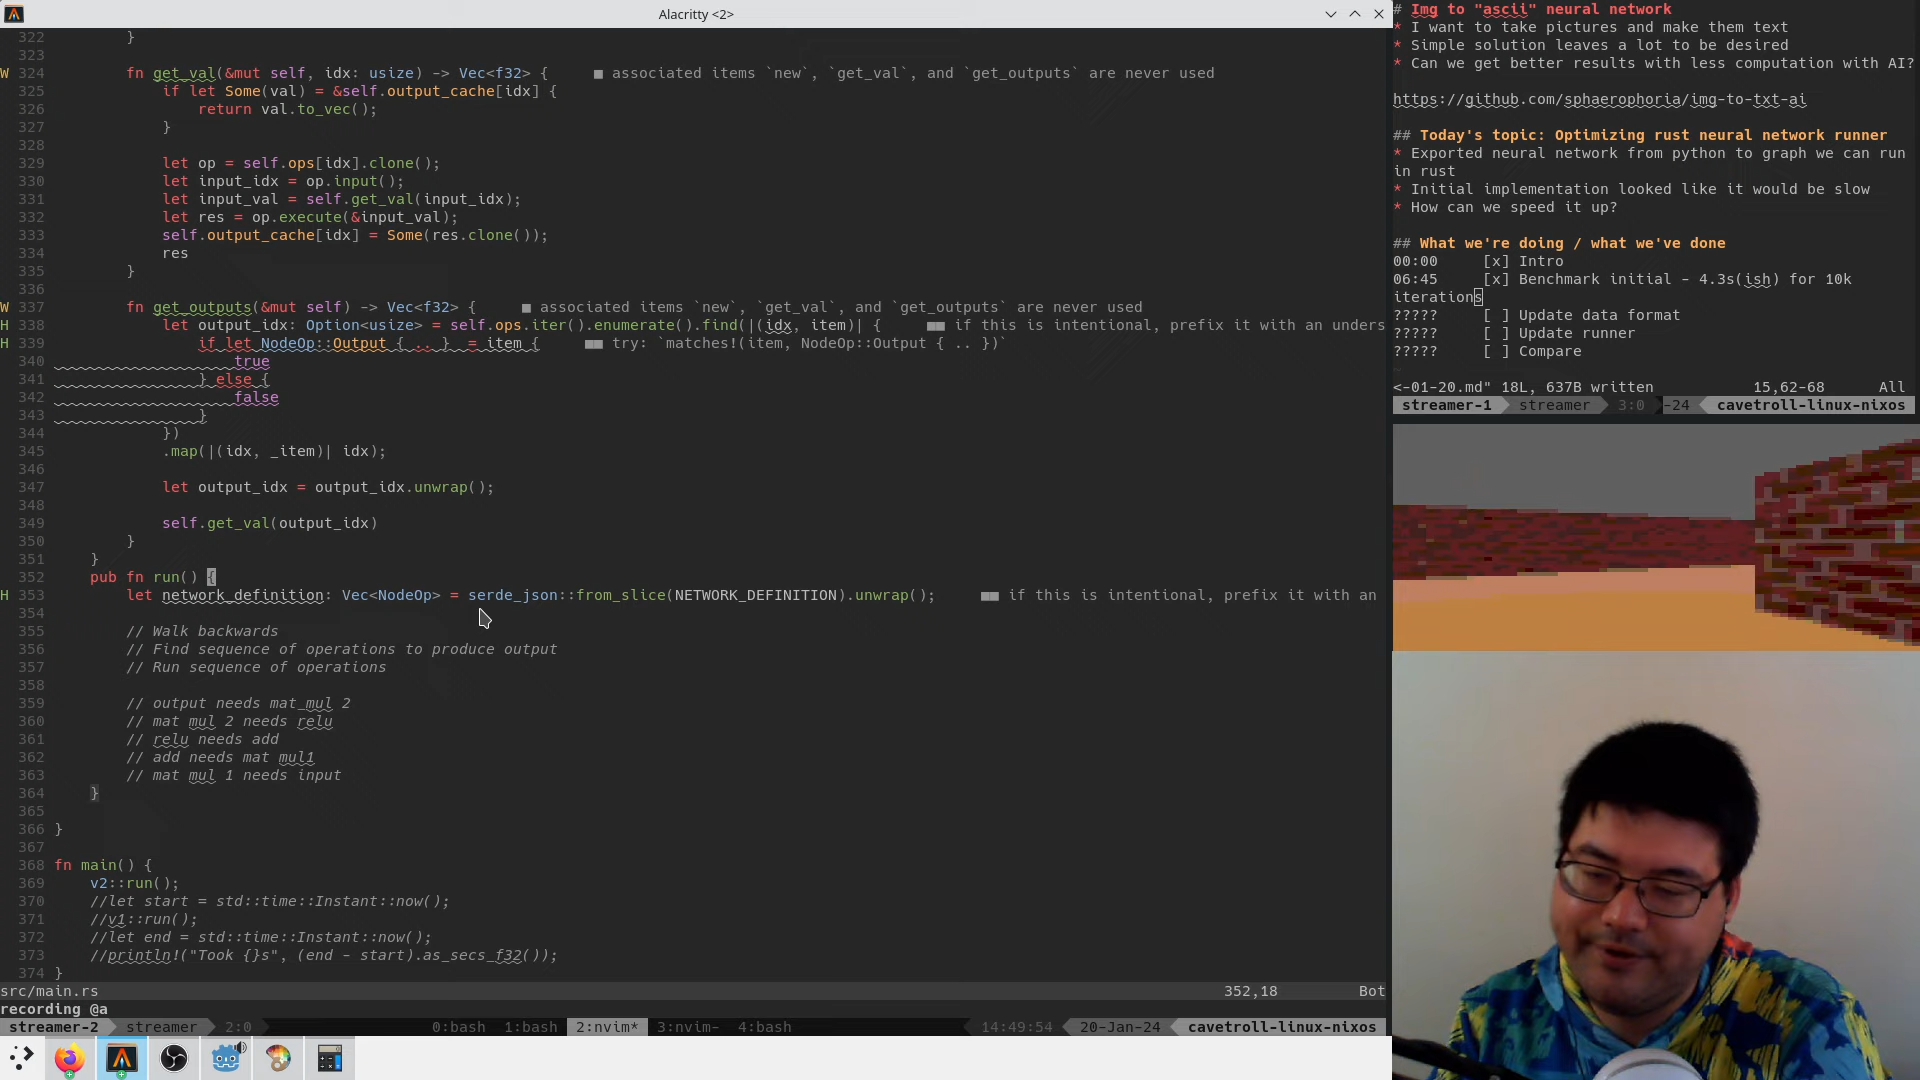 Alacritty <2>
322         }
323
W 324         fn get_val(&mut self, idx: usize) -> Vec<f32> {     ■ associated items `new`, `get_val`, and `get_outputs` are never used
325             if let Some(val) = &self.output_cache[idx] {
326                 return val.to_vec();
327             }
328
329             let op = self.ops[idx].clone();
330             let input_idx = op.input();
331             let input_val = self.get_val(input_idx);
332             let res = op.execute(&input_val);
333             self.output_cache[idx] = Some(res.clone());
334             res
335         }
336
W 337         fn get_outputs(&mut self) -> Vec<f32> {     ■ associated items `new`, `get_val`, and `get_outputs` are never used
H 338             let output_idx: Option<usize> = self.ops.iter().enumerate().find(|(idx, item)| {     ■■ if this is intentional, prefix it with an unders
H 339                 if let NodeOp::Output { .. }  = item {     ■■ try: `matches!(item, NodeOp::Output { .. })`
340                     true
341                 } else {
342                     false
343                 }
344             })
345             .map(|(idx, _item)| idx);
346
347             let output_idx = output_idx.unwrap();
348
349             self.get_val(output_idx)
350         }
351     }
352     pub fn run() {
H 353         let network_definition: Vec<NodeOp> = serde_json::from_slice(NETWORK_DEFINITION).unwrap();     ■■ if this is intentional, prefix it with an
354
355         // Walk backwards
356         // Find sequence of operations to produce output
357         // Run sequence of operations
358
359         // output needs mat_mul 2
360         // mat mul 2 needs relu
361         // relu needs add
362         // add needs mat mul1
363         // mat mul 1 needs input
364     }
365
366 }
367
368 fn main() {
369     v2::run();
370     //let start = std::time::Instant::now();
371     //v1::run();
372     //let end = std::time::Instant::now();
373     //println!("Took {}s", (end - start).as_secs_f32());
374 }
src/main.rs 352,18 Bot
recording @a
streamer-2 streamer 2:0 0:bash 1:bash 2:nvim* 3:nvim- 4:bash 14:49:54 20-Jan-24 cavetroll-linux-nixos
# Img to "ascii" neural network
* I want to take pictures and make them text
* Simple solution leaves a lot to be desired
* Can we get better results with less computation with AI?
https://github.com/sphaerophoria/img-to-txt-ai
## Today's topic: Optimizing rust neural network runner
* Exported neural network from python to graph we can run
in rust
* Initial implementation looked like it would be slow
* How can we speed it up?
## What we're doing / what we've done
00:00     [x] Intro
06:45     [x] Benchmark initial - 4.3s(ish) for 10k
iterations
?????     [ ] Update data format
?????     [ ] Update runner
?????     [ ] Compare
~
<-01-20.md" 18L, 637B written 15,62-68 All
streamer-1 streamer 3:0 -24 cavetroll-linux-nixos